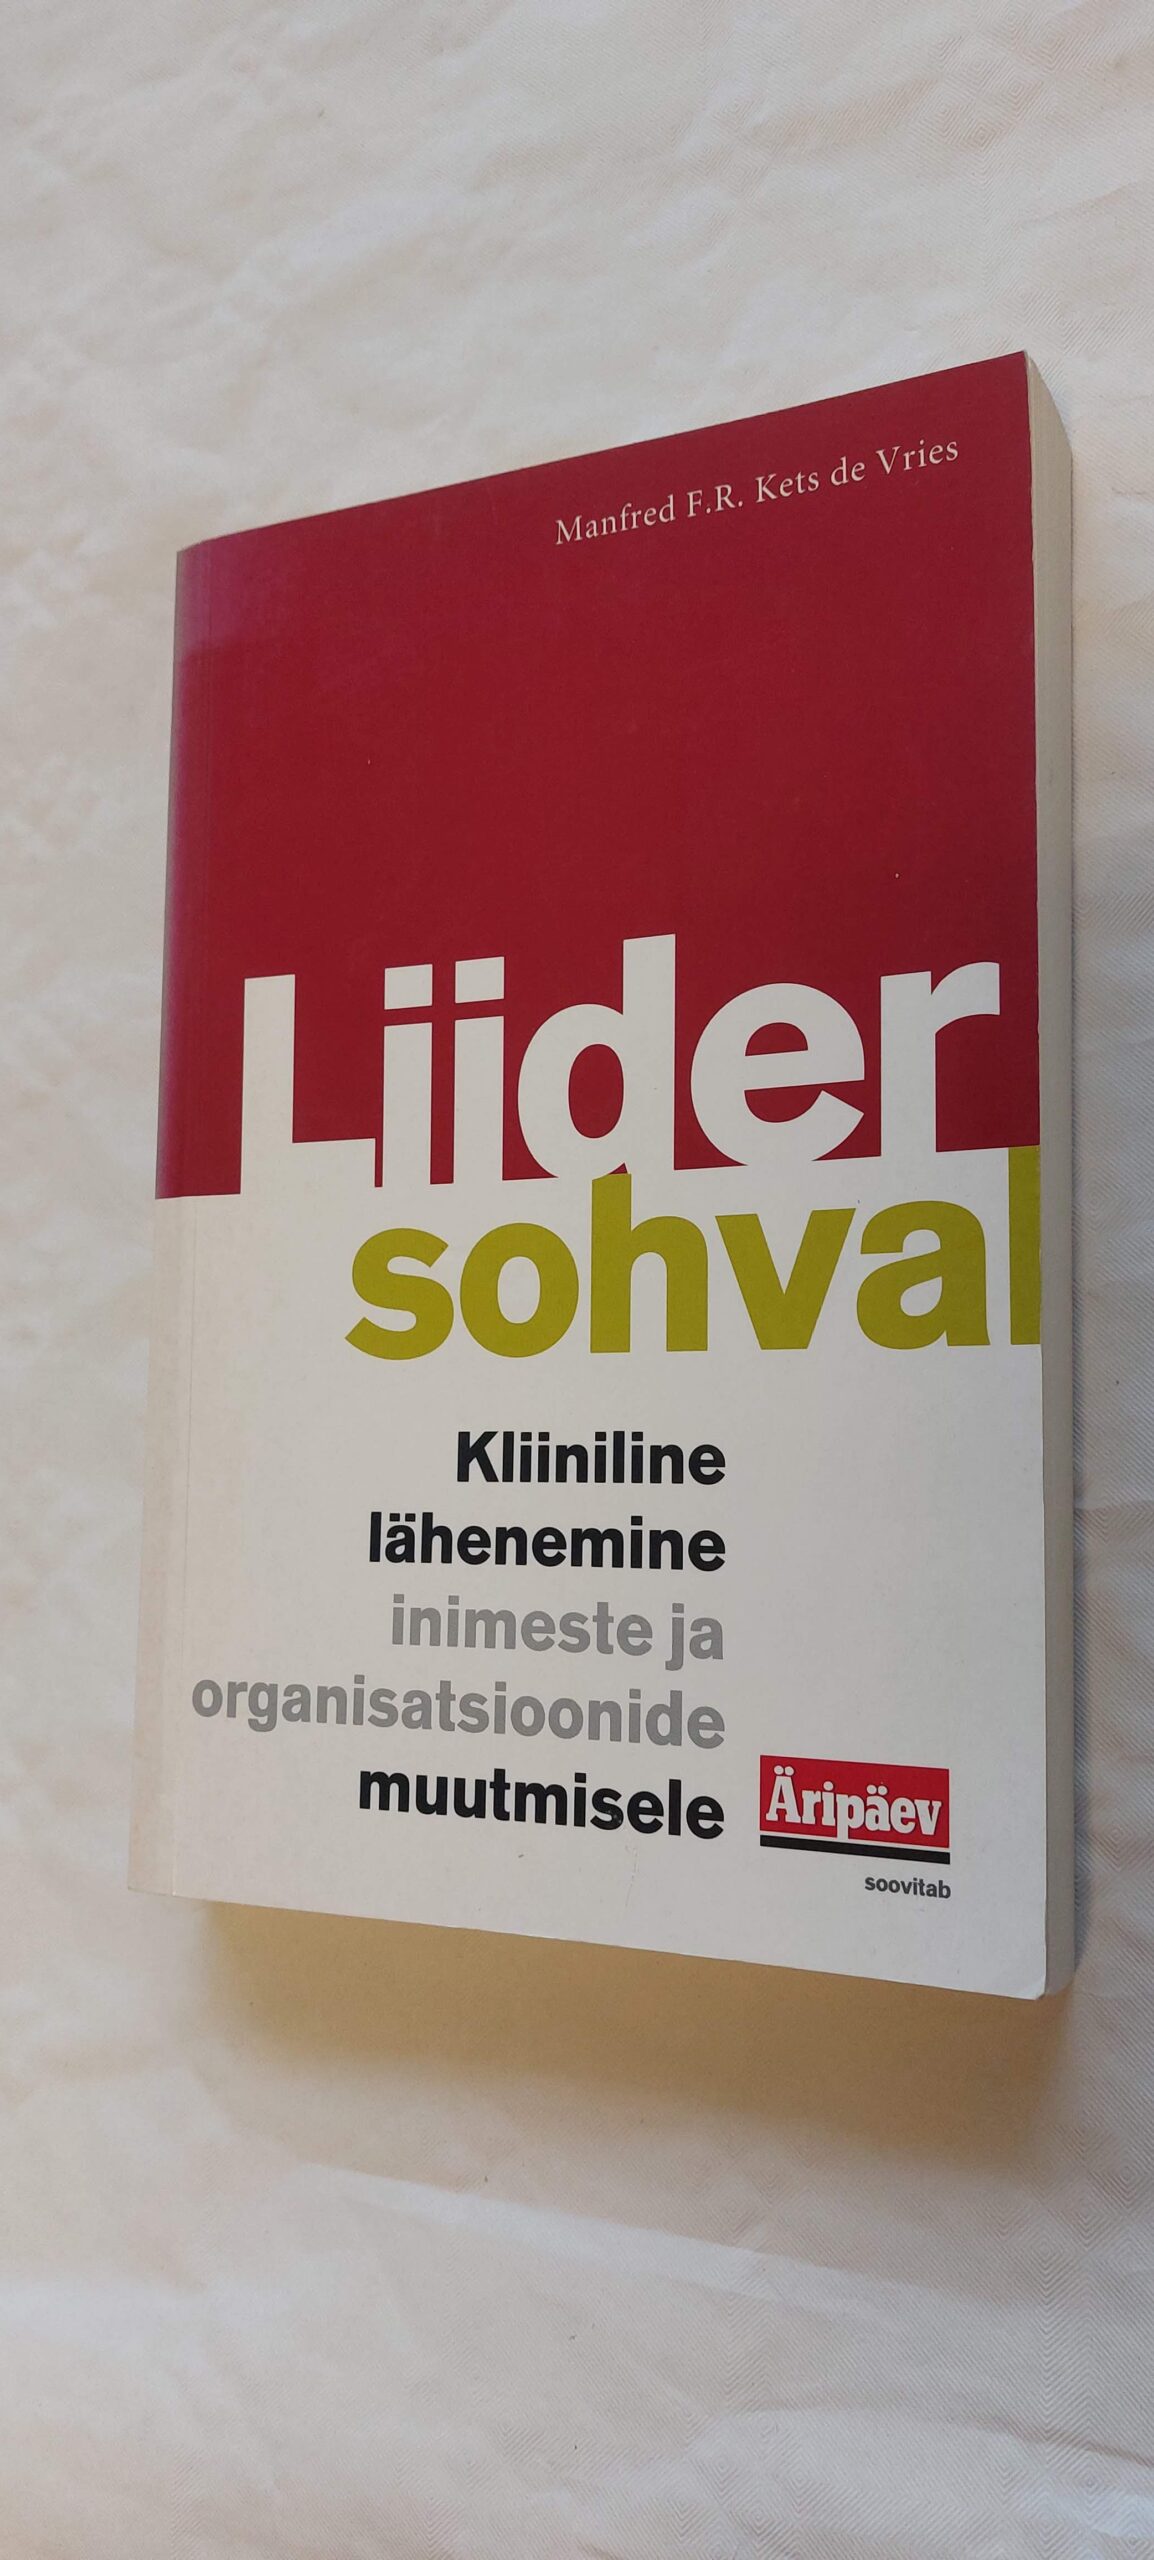 Manfred F.R. Kets de Vries
Liider
sohval
Kliiniline
lähenemine
inimeste ja
organisatsioonide
muutmisele
Äripäev
soovitab